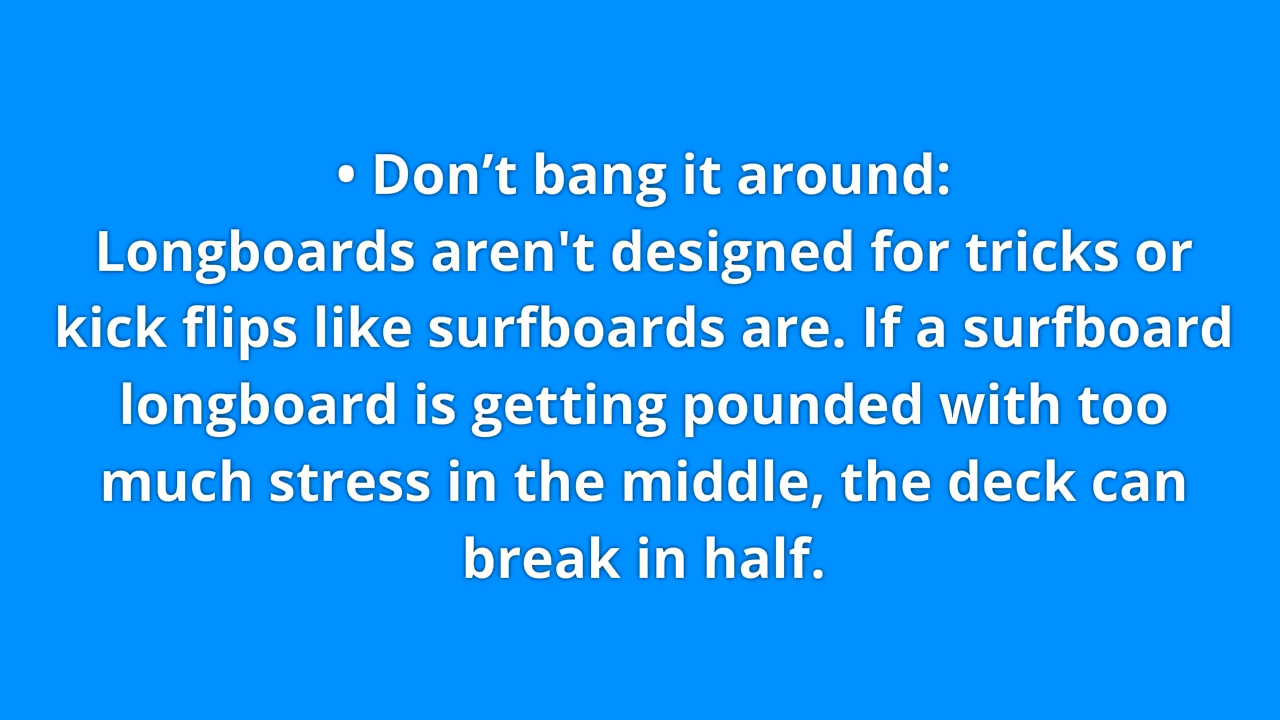 • Don’t bang it around:
Longboards aren't designed for tricks or
kick flips like surfboards are. If a surfboard
longboard is getting pounded with too
much stress in the middle, the deck can
break in half.